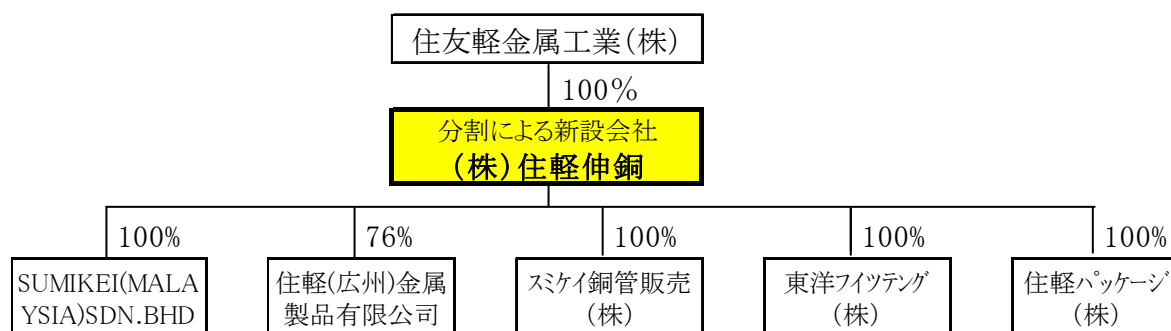 住友軽金属工業(株)
100%
分割による新設会社
(株)住軽伸銅
100%
76%
100%
100%
100%
SUMIKEI(MALA
YSIA)SDN.BHD
住軽(広州)金属
製品有限公司
スミケイ銅管販売
(株)
東洋フイツテング
(株)
住軽パッケージ
(株)